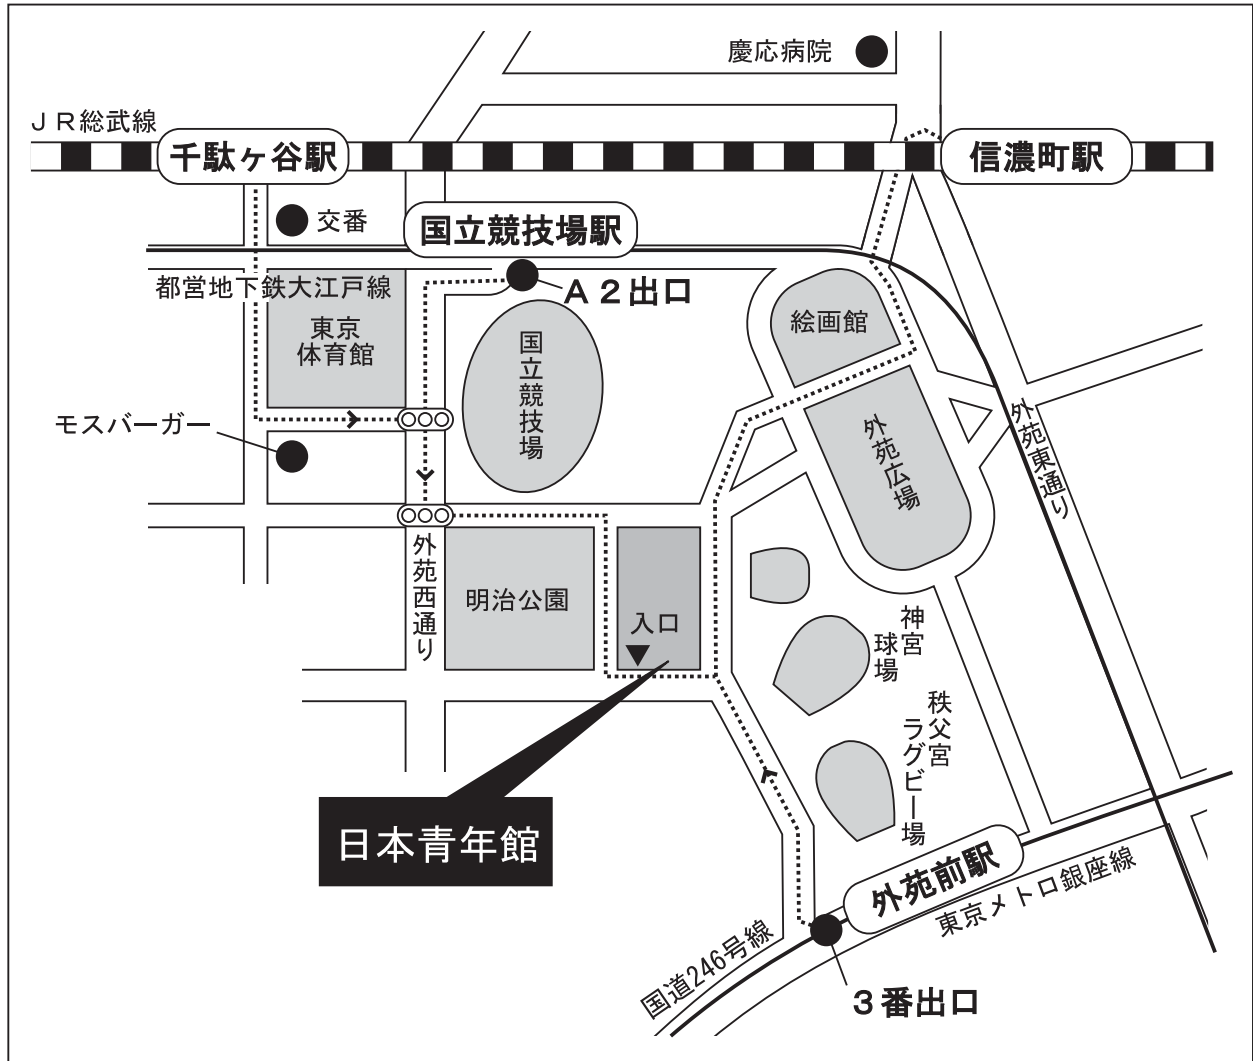 慶応病院
ＪＲ総武線
千駄ヶ谷駅
信濃町駅
交番
国立競技場駅
都営地下鉄大江戸線
Ａ２出口
東京
体育館
国立競技場
絵画館
モスバーガー
外苑広場
外苑東通り
外苑西通り
明治公園
入口
神宮
球場
秩父宮
ラグビー場
日本青年館
外苑前駅
東京メトロ銀座線
国道246号線
３番出口